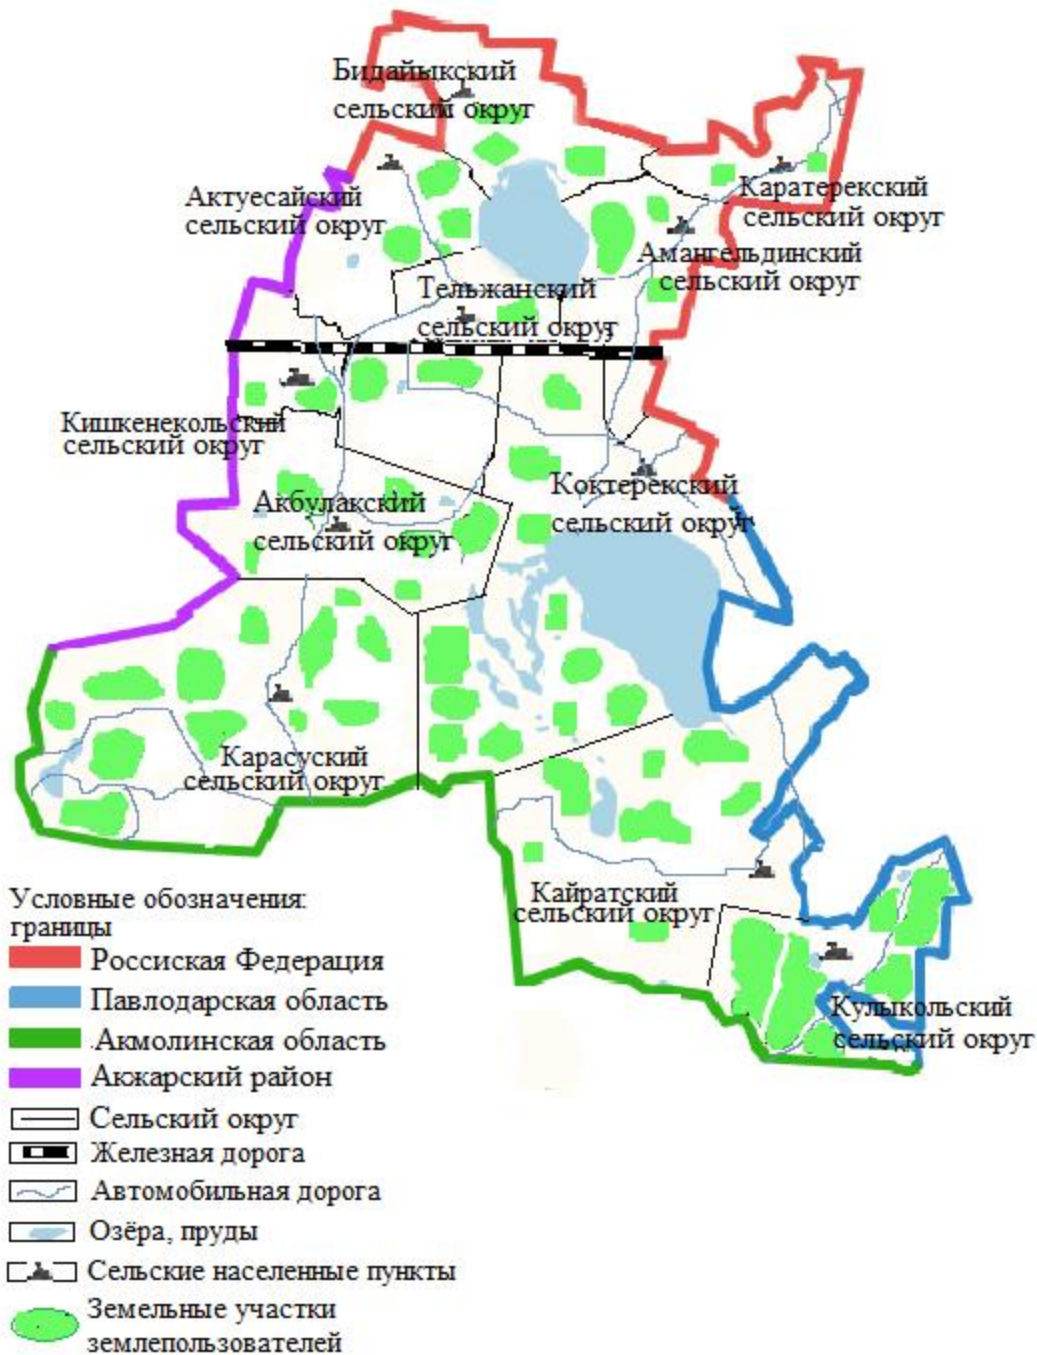 Бидайыкский
сельский округ
Актуесайский
сельский округ
Каратерекский
сельский округ
Амангельдинский
сельский округ
Тельжанский
сельский округ
Кишкенекольский
сельский округ
Акбулакский
сельский округ
Коктерекский
сельский округ
Карасуский
сельский округ
Кайратский
сельский округ
Кулыкольский
сельский округ
Условные обозначения:
границы
Россиская Федерация
Павлодарская область
Акмолинская область
Акжарский район
Сельский округ
Железная дорога
Автомобильная дорога
Озёра, пруды
Сельские населенные пункты
Земельные участки
землепользователей